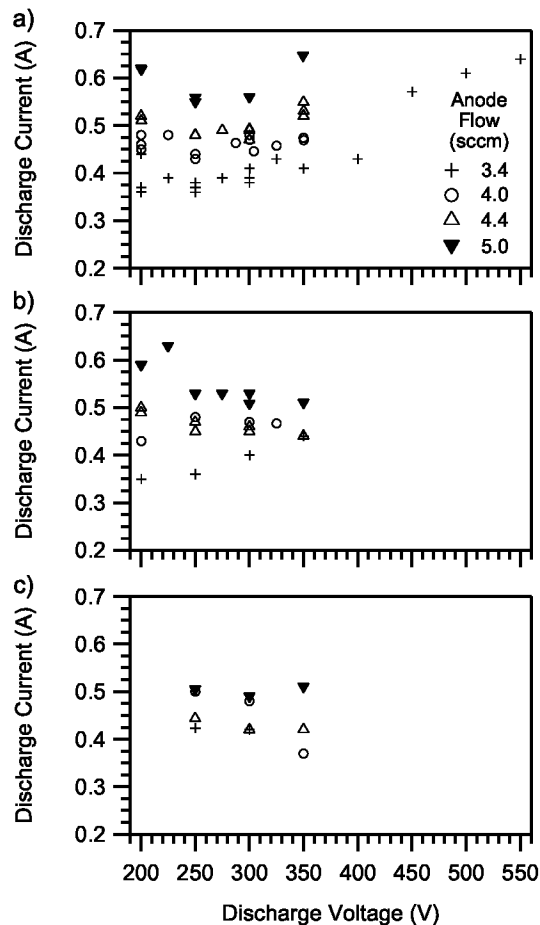 a)
0.7
0.6
0.5
0.4
0.3
0.2
Discharge Current (A)
Anode
Flow
(sccm)
3.4
4.0
4.4
5.0
b)
0.7
0.6
0.5
0.4
0.3
0.2
Discharge Current (A)
c)
0.7
0.6
0.5
0.4
0.3
0.2
Discharge Current (A)
200 250 300 350 400 450 500 550
Discharge Voltage (V)